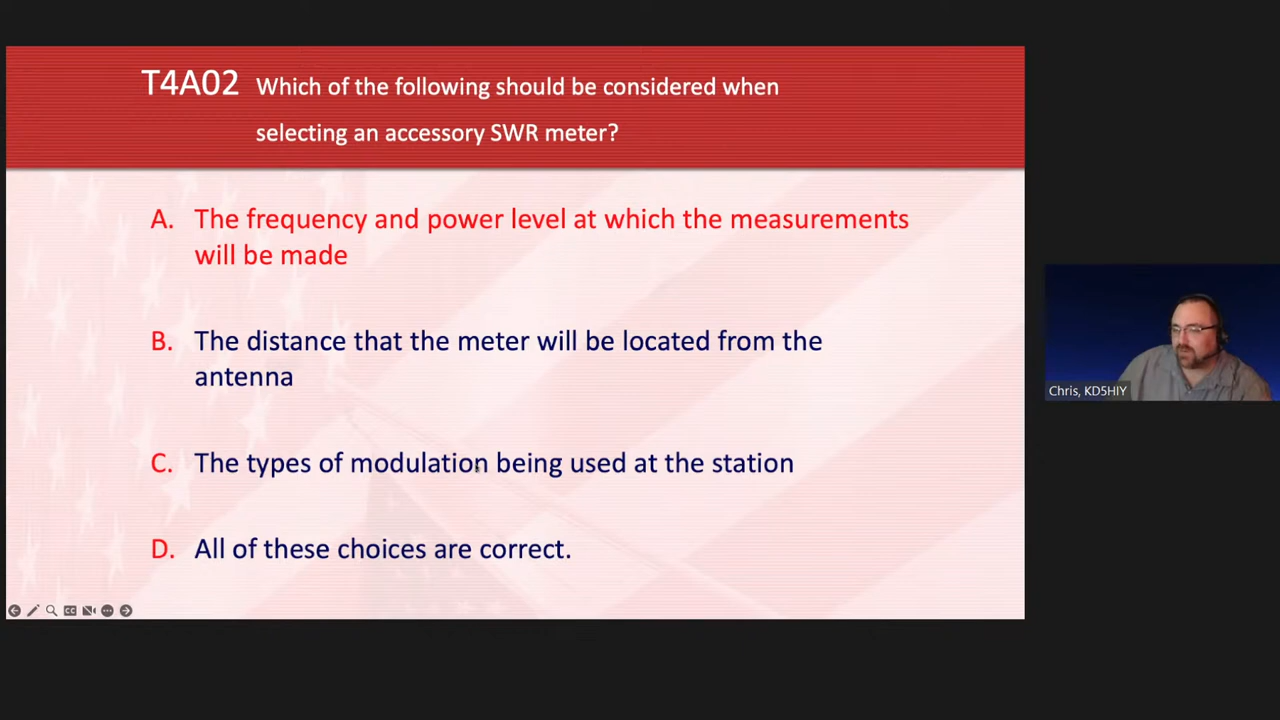 T4A02 Which of the following should be considered when
selecting an accessory SWR meter?
A. The frequency and power level at which the measurements
will be made
B. The distance that the meter will be located from the
antenna
C. The types of modulation being used at the station
D. All of these choices are correct.
Chris, KD5HIY
CC